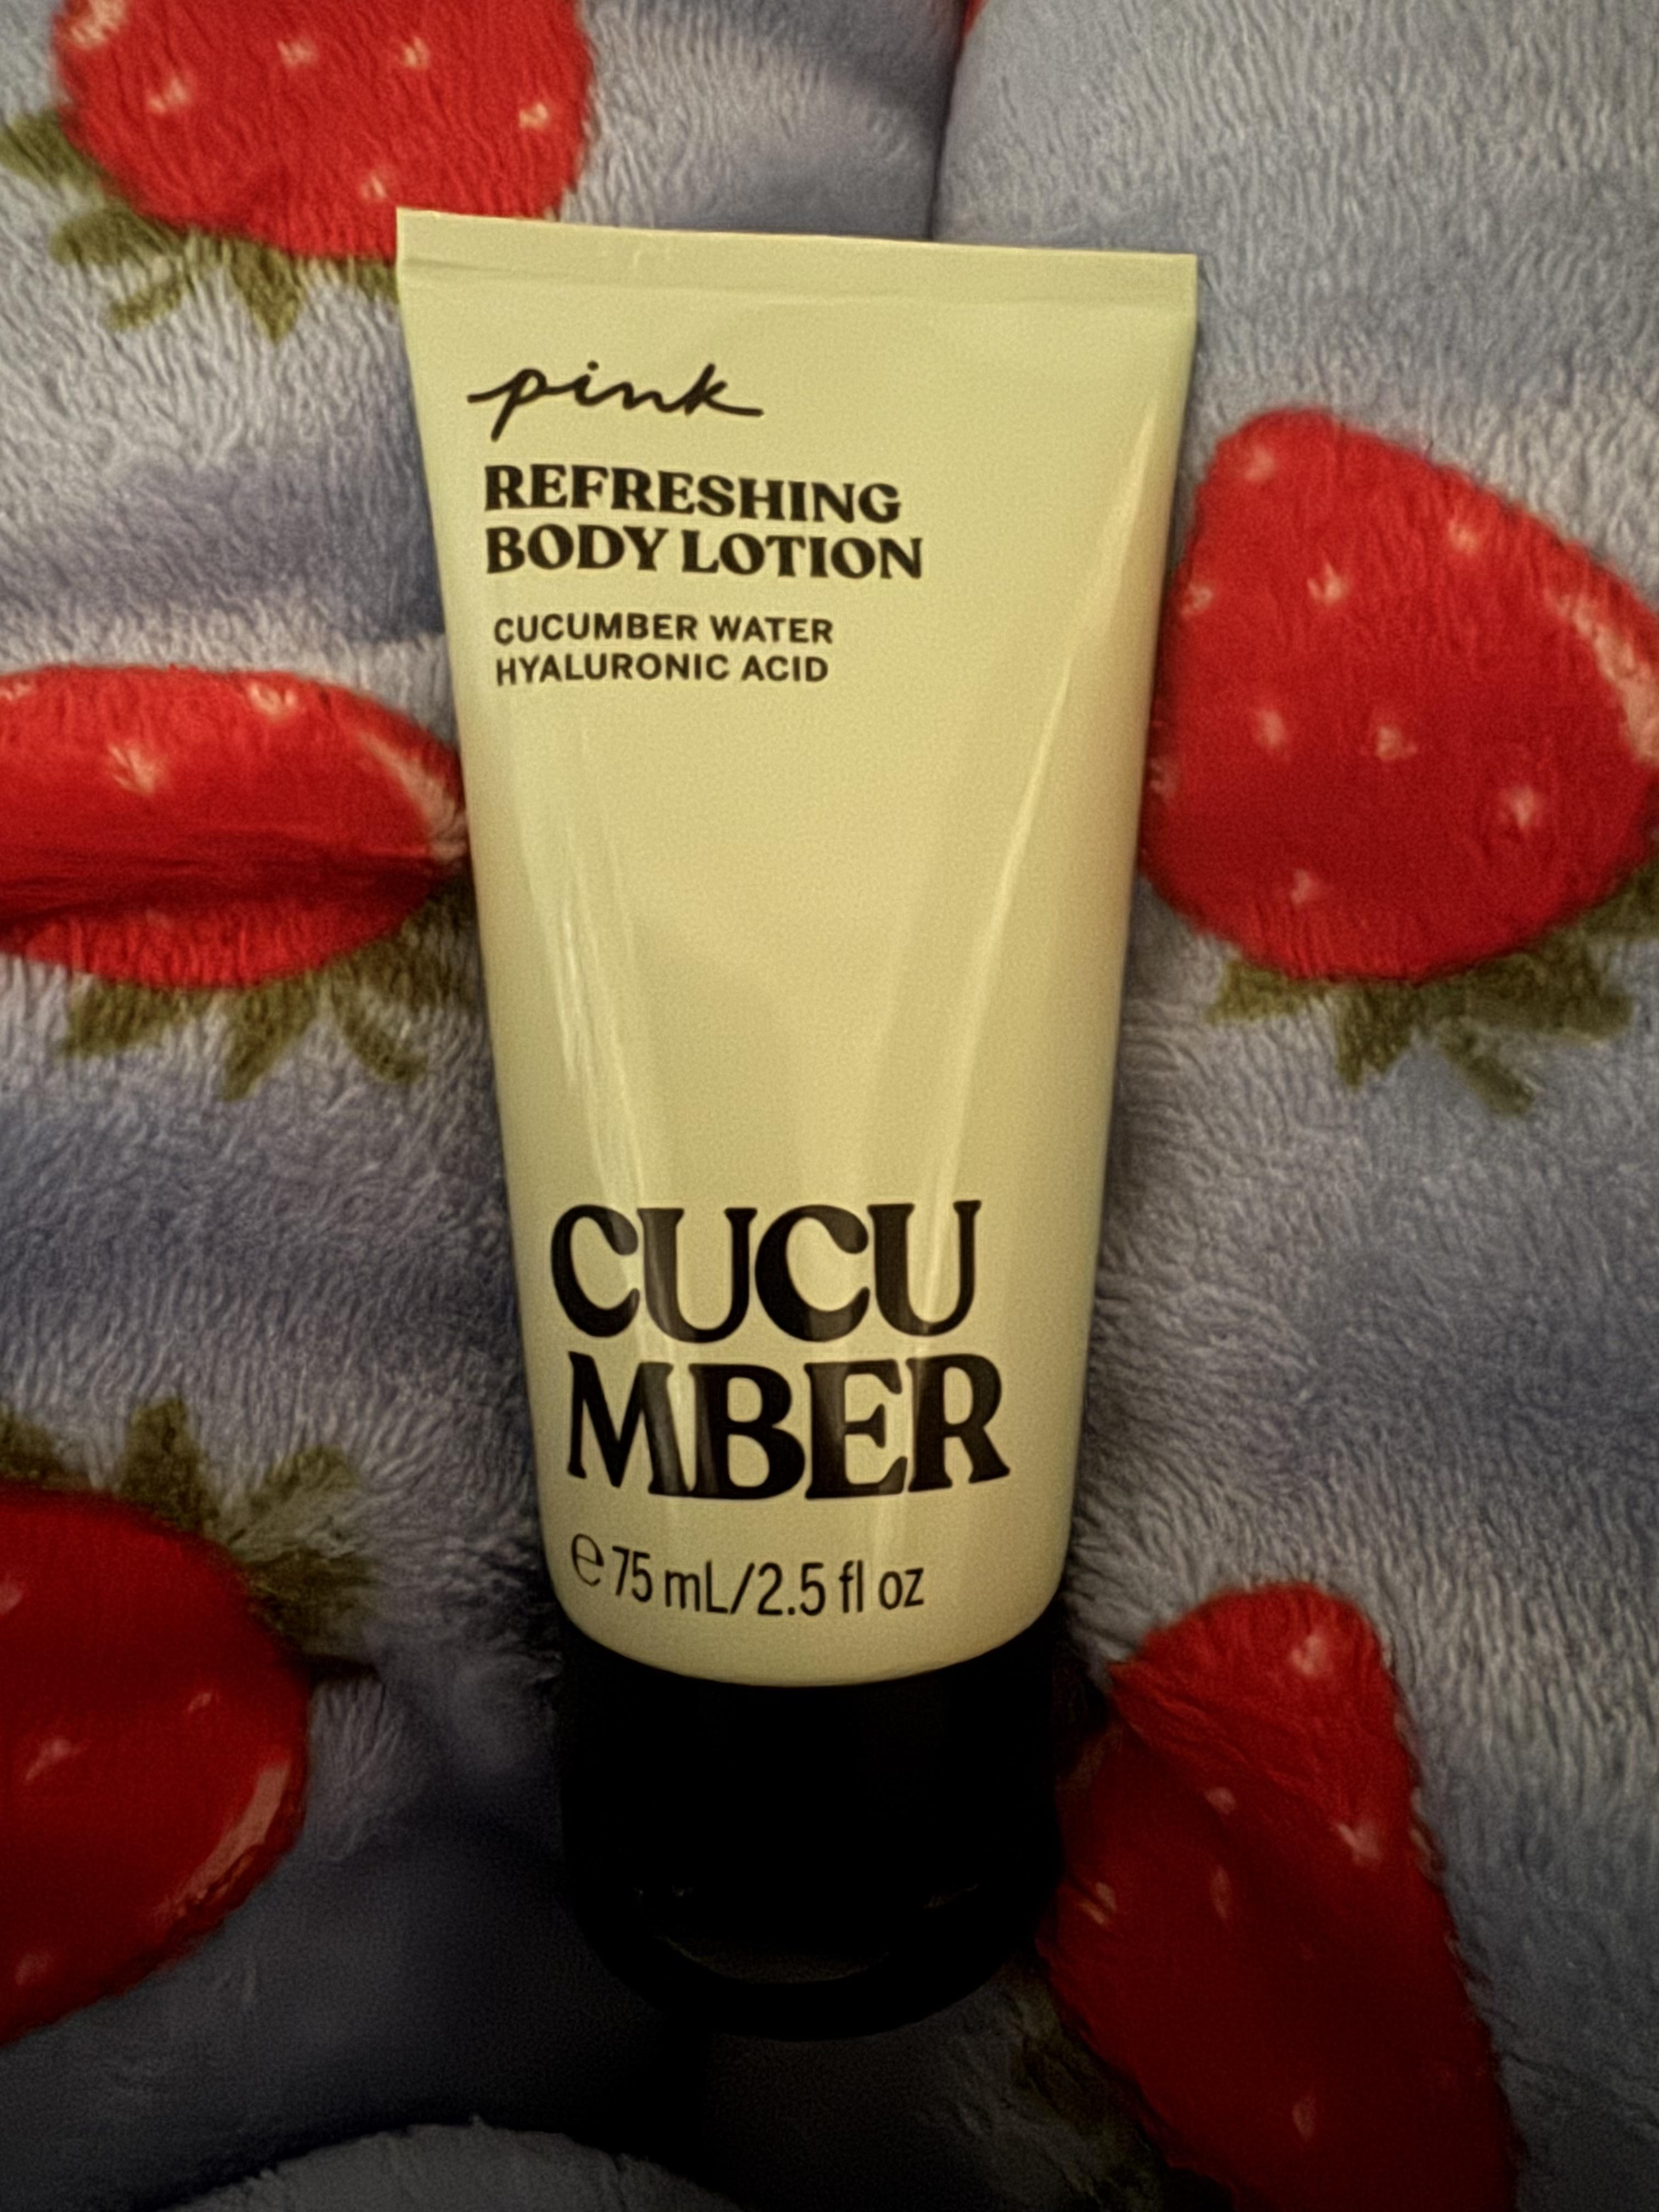 pink
REFRESHING
BODY LOTION
CUCUMBER WATER
HYALURONIC ACID
CUCU
MBER
℮ 75 mL/2.5 fl oz